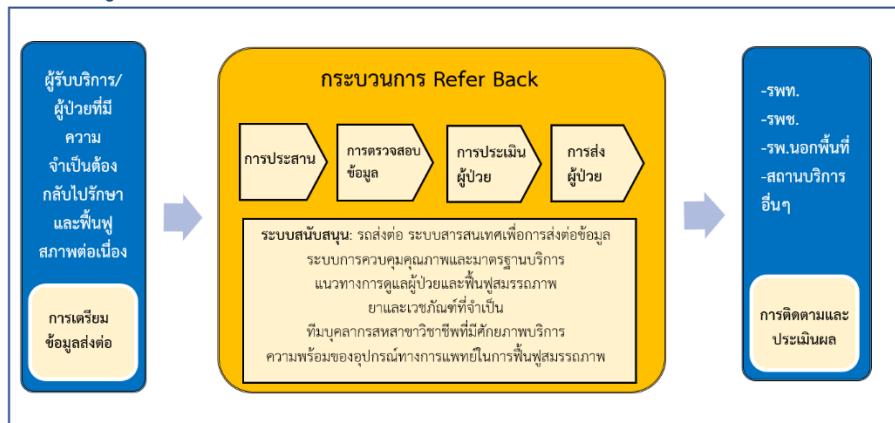 ผู้รับบริการ/
ผู้ป่วยที่มี
ความ
จำเป็นต้อง
กลับไปรักษา
และฟื้นฟู
สภาพต่อเนื่อง
การเตรียม
ข้อมูลส่งต่อ
กระบวนการ Refer Back
การประสาน
การตรวจสอบ
ข้อมูล
การประเมิน
ผู้ป่วย
การส่ง
ผู้ป่วย
ระบบสนับสนุน: รถส่งต่อ ระบบสารสนเทศเพื่อการส่งต่อข้อมูล
ระบบการควบคุมคุณภาพและมาตรฐานบริการ
แนวทางการดูแลผู้ป่วยและฟื้นฟูสมรรถภาพ
ยาและเวชภัณฑ์ที่จำเป็น
ทีมบุคลากรสหสาขาวิชาชีพที่มีศักยภาพบริการ
ความพร้อมของอุปกรณ์ทางการแพทย์ในการฟื้นฟูสมรรถภาพ
-รพท.
-รพช.
-รพ.นอกพื้นที่
-สถานบริการ
อื่นๆ
การติดตามและ
ประเมินผล